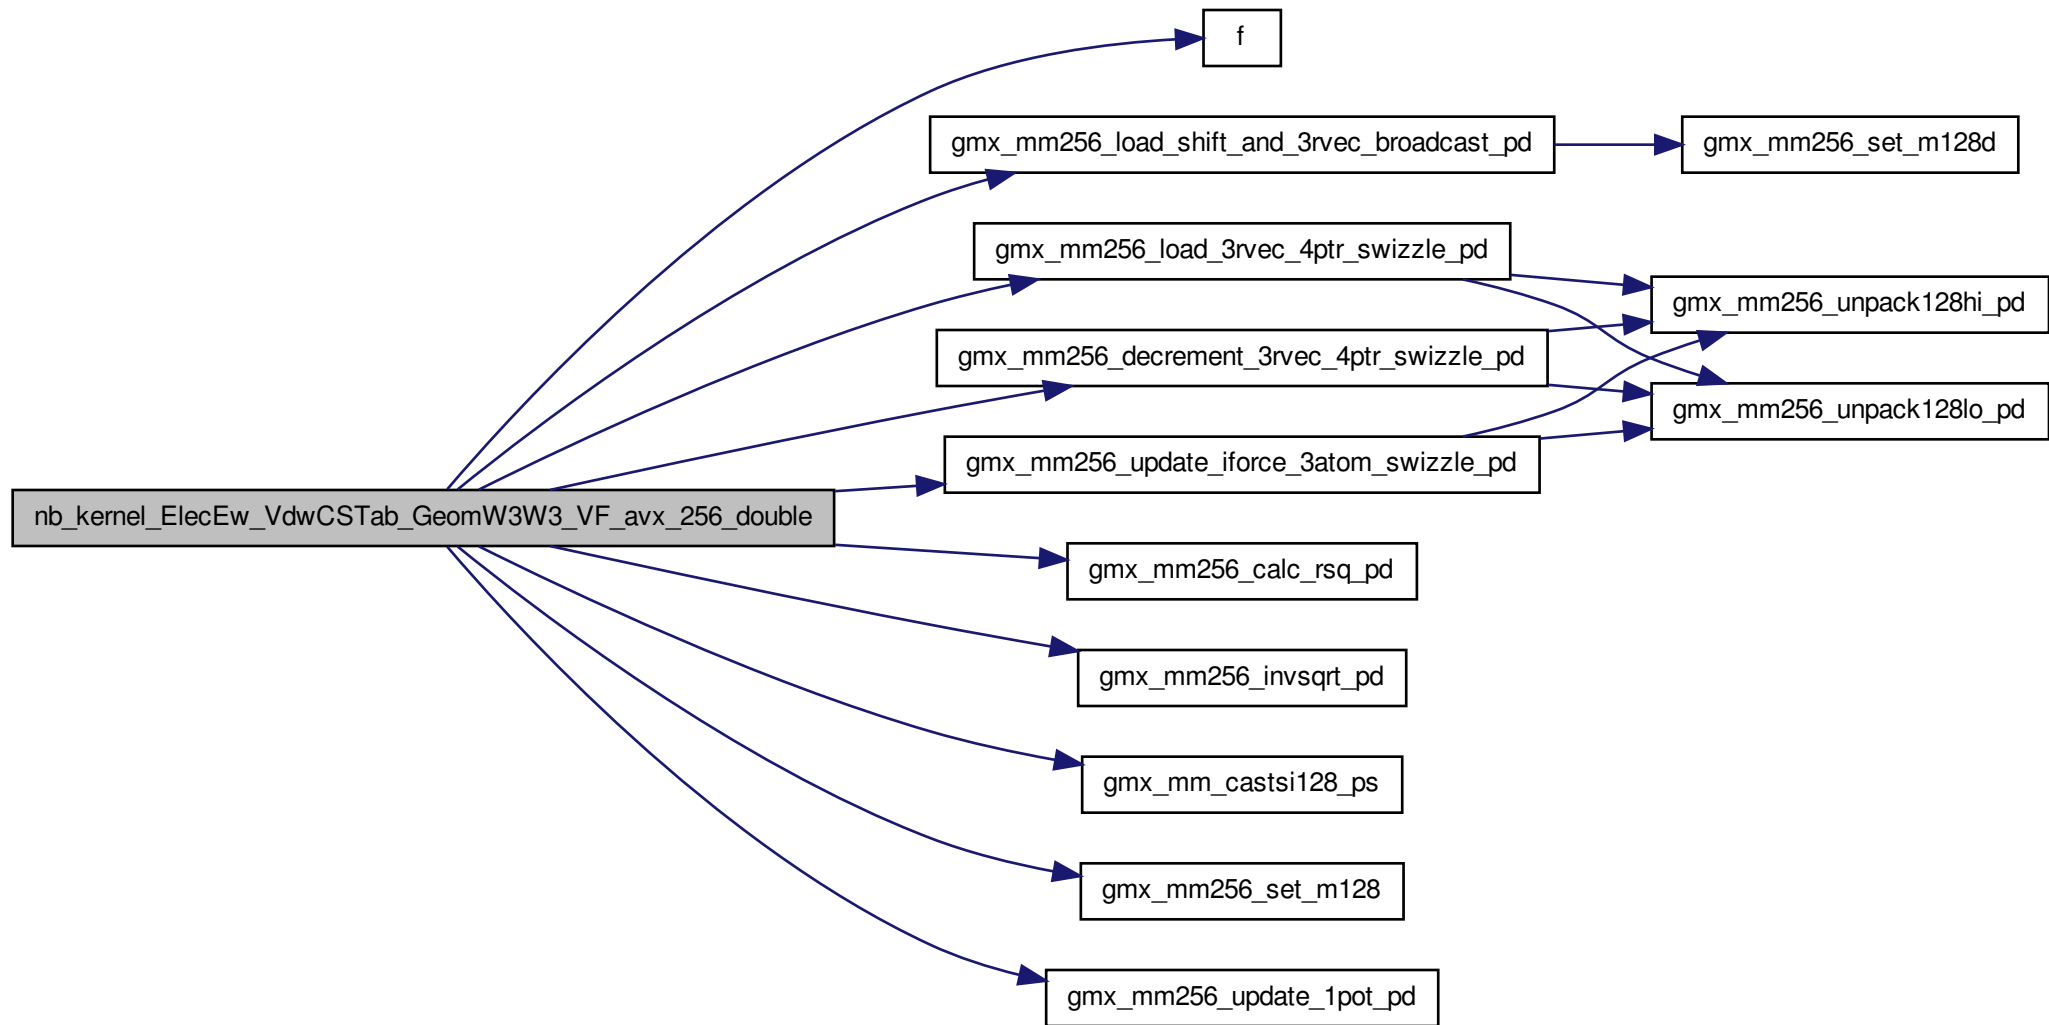 f
gmx_mm256_load_shift_and_3rvec_broadcast_pd
gmx_mm256_set_m128d
gmx_mm256_load_3rvec_4ptr_swizzle_pd
gmx_mm256_unpack128hi_pd
gmx_mm256_decrement_3rvec_4ptr_swizzle_pd
gmx_mm256_unpack128lo_pd
gmx_mm256_update_iforce_3atom_swizzle_pd
nb_kernel_ElecEw_VdwCSTab_GeomW3W3_VF_avx_256_double
gmx_mm256_calc_rsq_pd
gmx_mm256_invsqrt_pd
gmx_mm_castsi128_ps
gmx_mm256_set_m128
gmx_mm256_update_1pot_pd